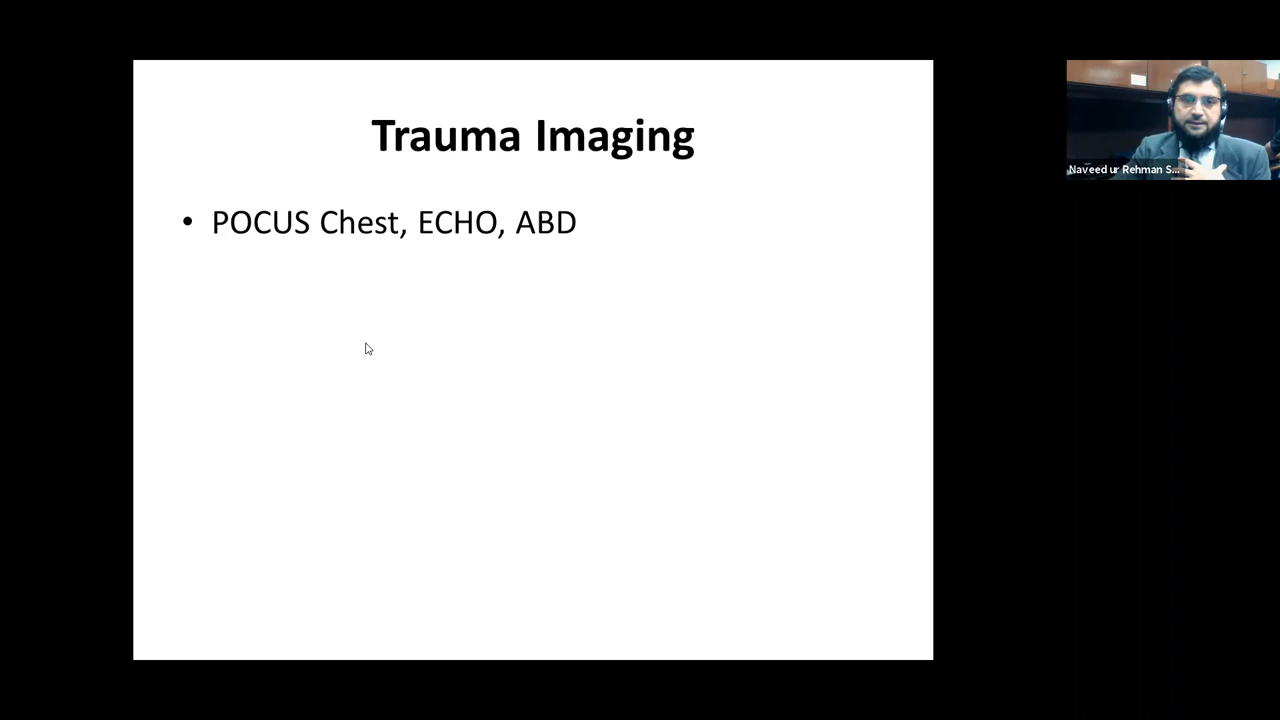 Trauma Imaging
• POCUS Chest, ECHO, ABD
Naveed ur Rehman S...